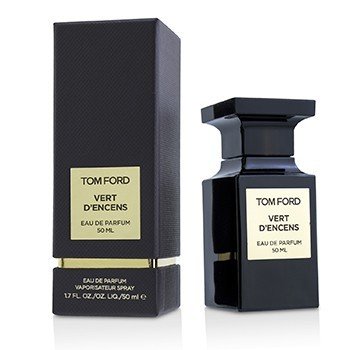 TOM FORD
VERT
D'ENCENS
EAU DE PARFUM
50 ML
EAU DE PARFUM
VAPORISATEUR SPRAY
1.7 FL. OZ./OZ. LIQ./50 ml ℮
TOM FORD
VERT
D'ENCENS
EAU DE PARFUM
50 ML